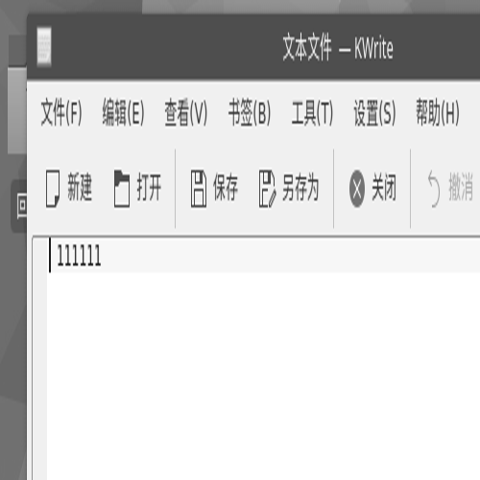 文本文件 — KWrite
文件(F) 编辑(E) 查看(V) 书签(B) 工具(T) 设置(S) 帮助(H)
新建 打开 保存 另存为 关闭 撤消
111111